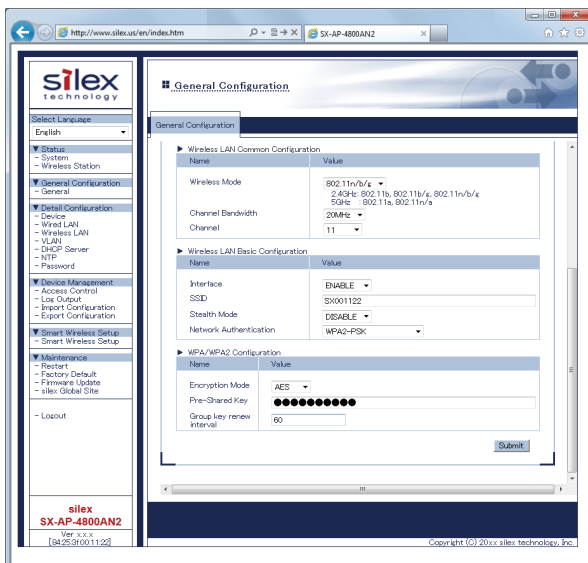 http://www.silex.us/en/index.htm
SX-AP-4800AN2
silex
technology
Select Language
English
▼ Status
- System
- Wireless Station
▼ General Configuration
- General
▼ Detail Configuration
- Device
- Wired LAN
- Wireless LAN
- VLAN
- DHCP Server
- NTP
- Password
▼ Device Management
- Access Control
- Log Output
- Import Configuration
- Export Configuration
▼ Smart Wireless Setup
- Smart Wireless Setup
▼ Maintenance
- Restart
- Factory Default
- Firmware Update
- silex Global Site
- Logout
silex
SX-AP-4800AN2
Ver x.x.x
[84:25:3f:00:11:22]
General Configuration
General Configuration
▶ Wireless LAN Common Configuration
Name Value
Wireless Mode 802.11n/b/g
2.4GHz: 802.11b, 802.11b/g, 802.11n/b/g
5GHz : 802.11a, 802.11n/a
Channel Bandwidth 20MHz
Channel 11
▶ Wireless LAN Basic Configuration
Name Value
Interface ENABLE
SSID SX001122
Stealth Mode DISABLE
Network Authentication WPA2-PSK
▶ WPA/WPA2 Configuration
Name Value
Encryption Mode AES
Pre-Shared Key ●●●●●●●●●●
Group key renew interval 60
Submit
Copyright (C) 20xx silex technology, Inc.